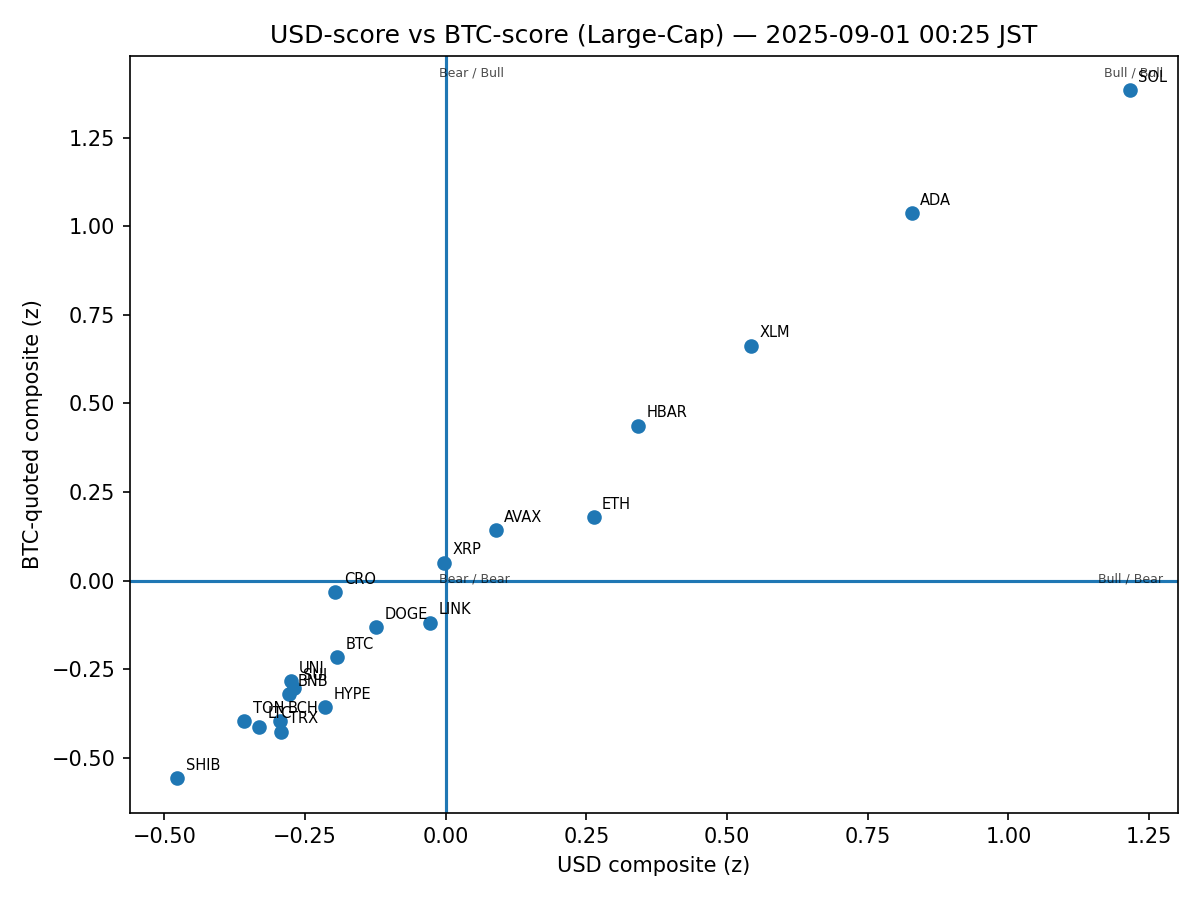 USD-score vs BTC-score (Large-Cap) — 2025-09-01 00:25 JST
Bear / Bull
Bull / Bull
SOL
ADA
XLM
HBAR
ETH
AVAX
XRP
CRO
Bear / Bear
Bull / Bear
LINK
DOGE
BTC
UNI
SUI
BNB
HYPE
TON
BCH
LTC
TRX
SHIB
1.25
1.00
0.75
0.50
0.25
0.00
−0.25
−0.50
BTC-quoted composite (z)
−0.50
−0.25
0.00
0.25
0.50
0.75
1.00
1.25
USD composite (z)